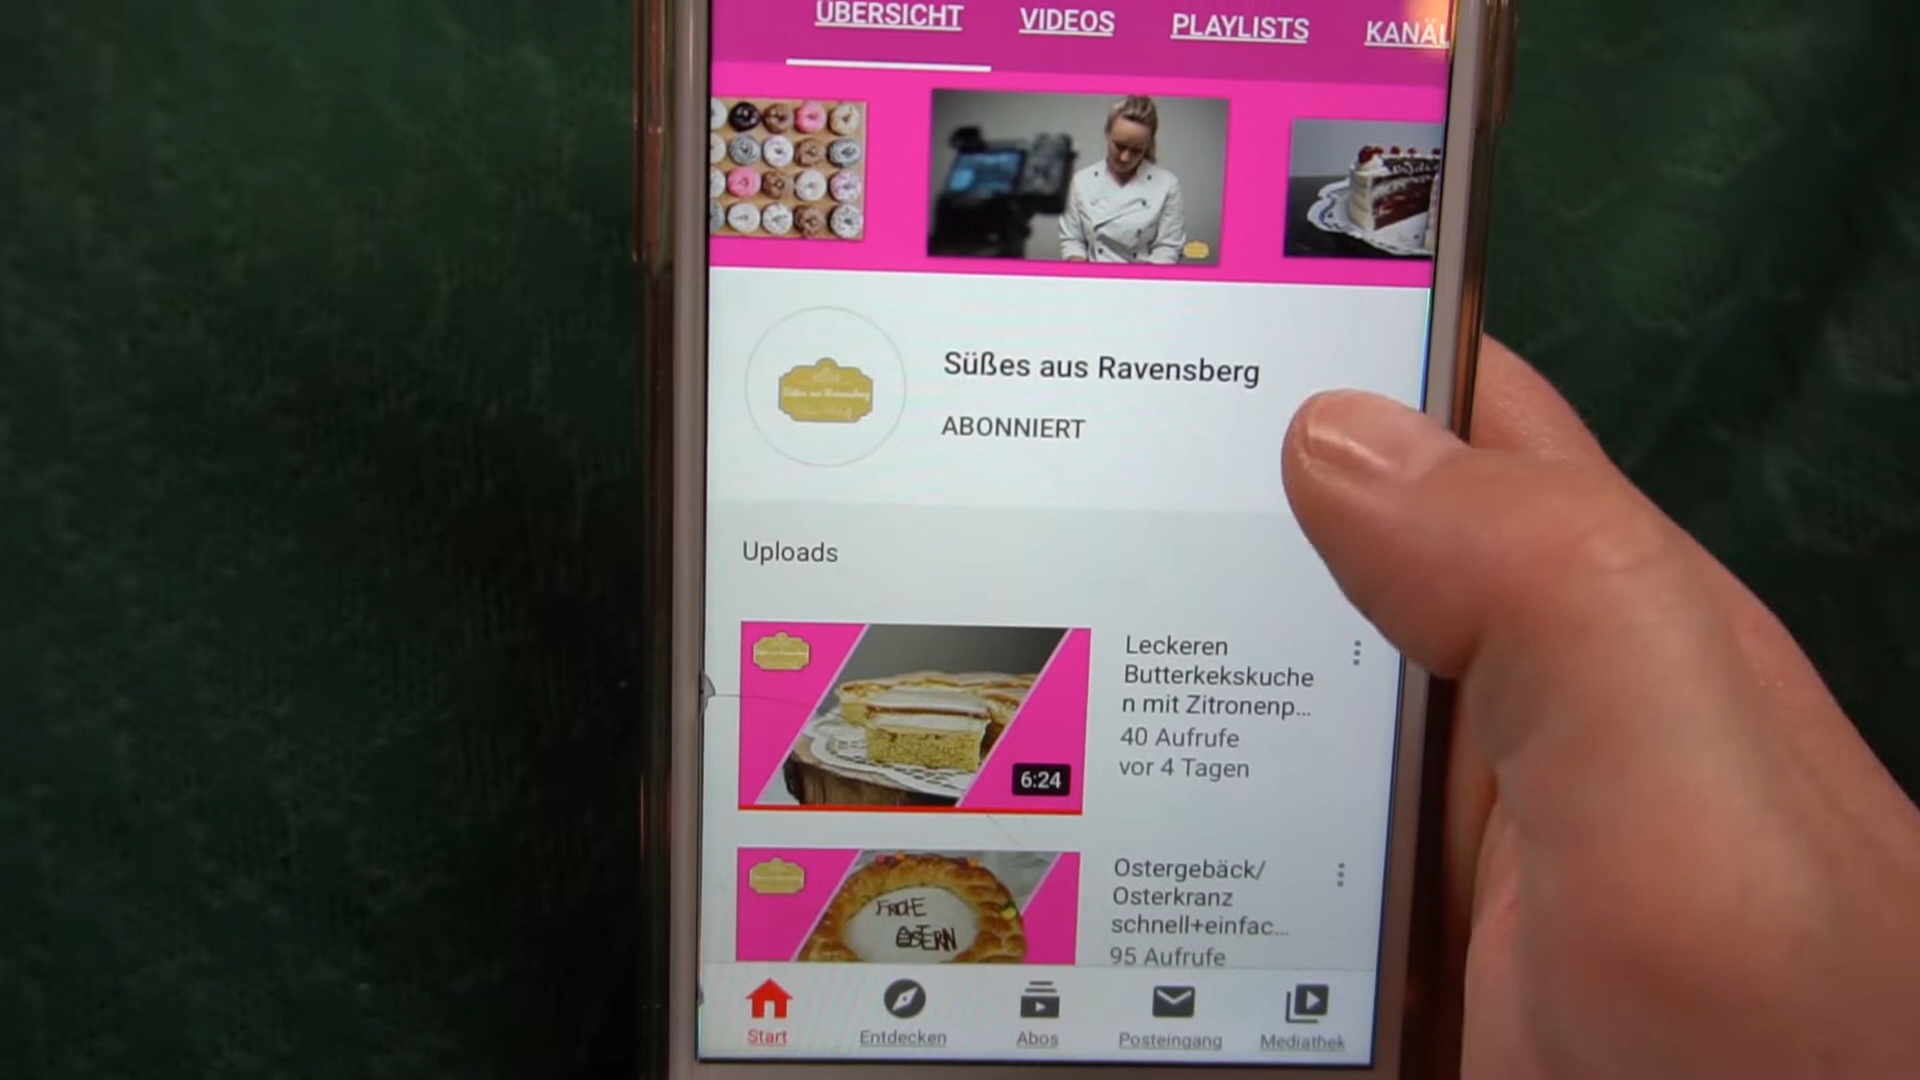 ÜBERSICHT VIDEOS PLAYLISTS KANÄL
Süßes aus Ravensberg
ABONNIERT
Uploads
6:24
Leckeren
Butterkekskuche
n mit Zitronenp...
40 Aufrufe
vor 4 Tagen
FROHE
OSTERN
Ostergebäck/
Osterkranz
schnell+einfac...
95 Aufrufe
Start Entdecken Abos Posteingang Mediathek